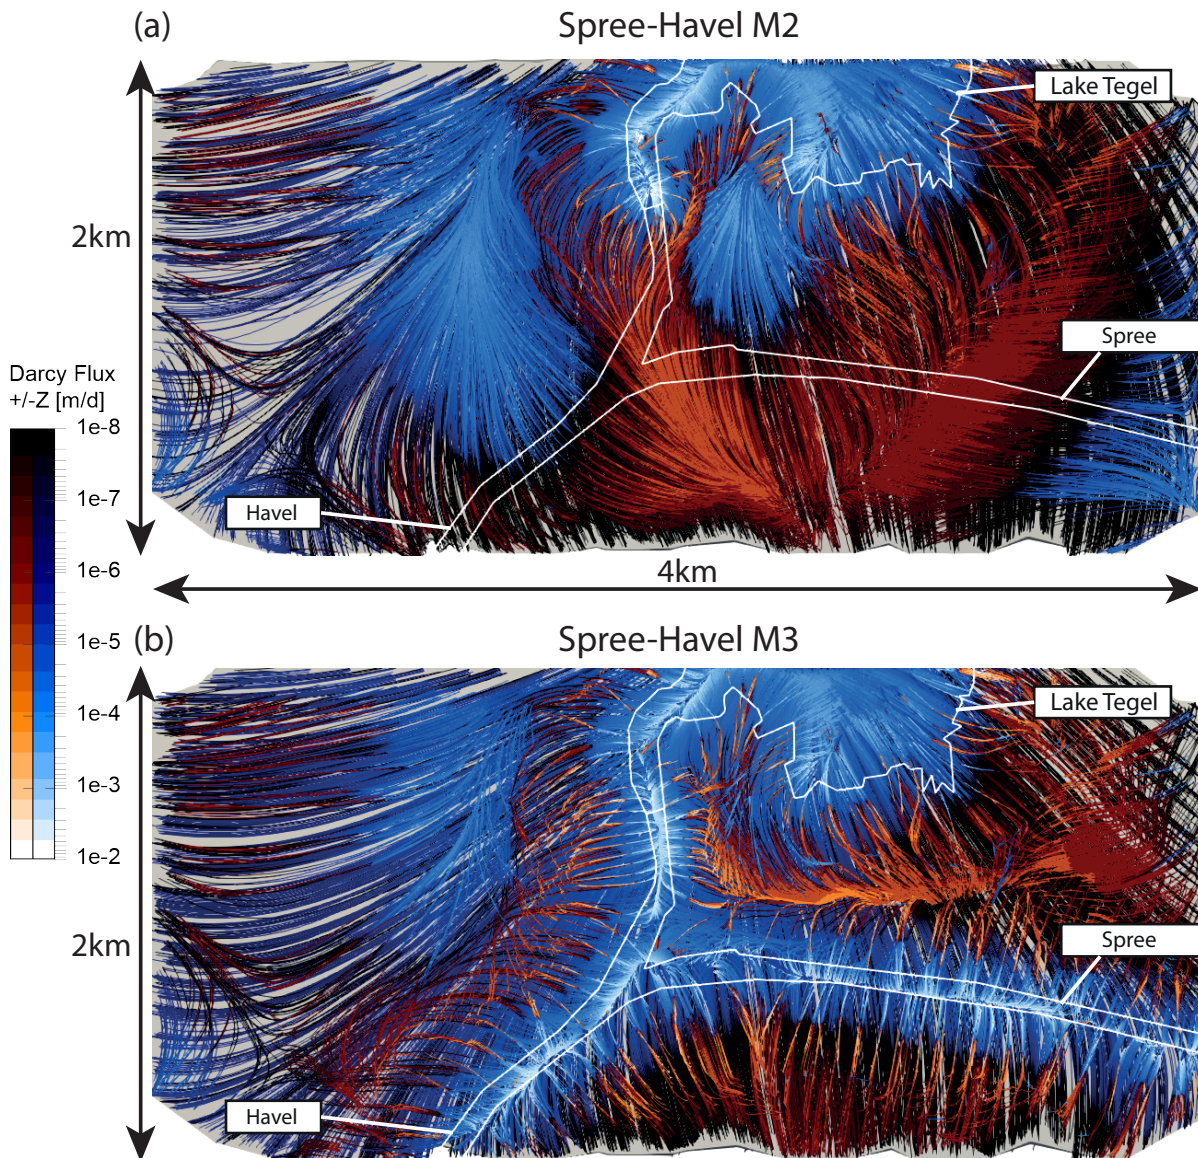 (a)
Spree-Havel M2
Lake Tegel
2km
Spree
Darcy Flux
+/-Z [m/d]
1e-8
1e-7
1e-6
1e-5
1e-4
1e-3
1e-2
Havel
4km
(b)
Spree-Havel M3
Lake Tegel
2km
Spree
Havel